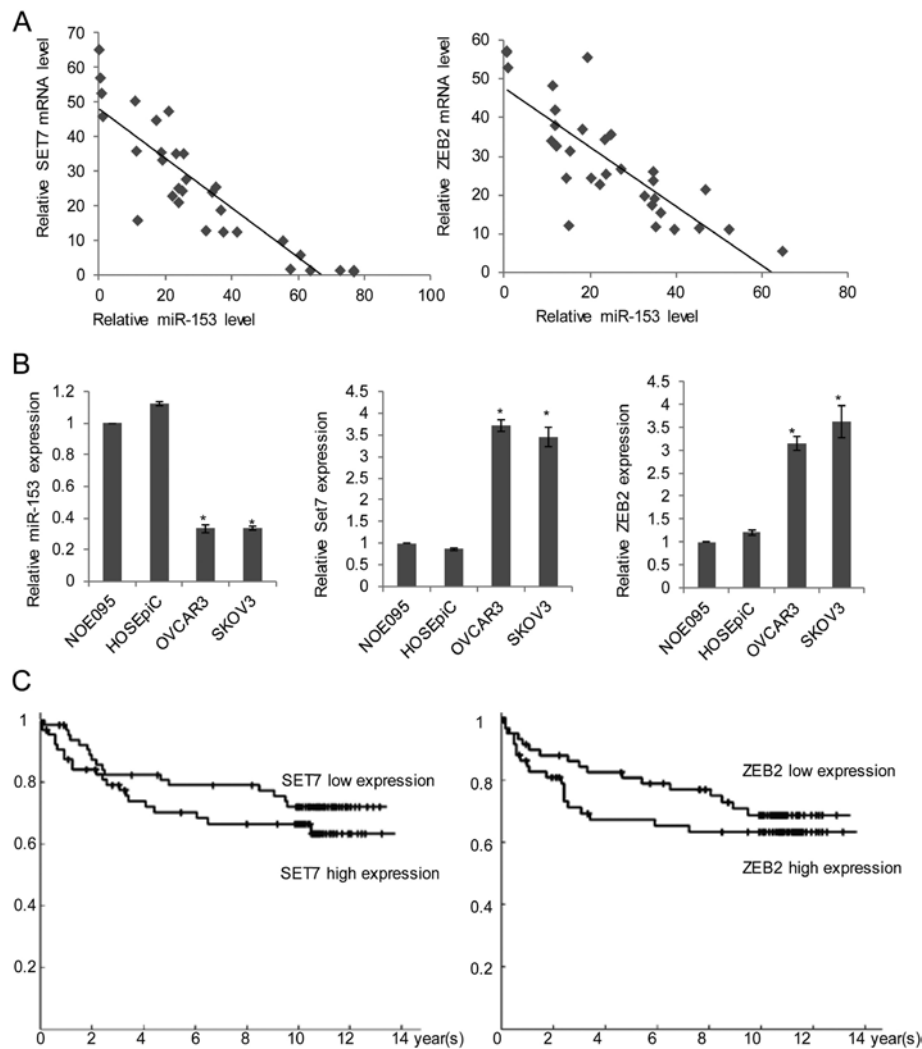 A
Relative SET7 mRNA level
70
60
50
40
30
20
10
0
0 20 40 60 80 100
Relative miR-153 level
Relative ZEB2 mRNA level
60
50
40
30
20
10
0
0 20 40 60 80
Relative miR-153 level
B
Relative miR-153 expression
1.2
1
0.8
0.6
0.4
0.2
0
* *
NOE095 HOSEpiC OVCAR3 SKOV3
Relative Set7 expression
4.5
4
3.5
3
2.5
2
1.5
1
0.5
0
* *
NOE095 HOSEpiC OVCAR3 SKOV3
Relative ZEB2 expression
4.5
4
3.5
3
2.5
2
1.5
1
0.5
0
* *
NOE095 HOSEpiC OVCAR3 SKOV3
C
1
0.8
0.6
0.4
0.2
SET7 low expression
SET7 high expression
0 2 4 6 8 10 12 14 year(s)
1
0.8
0.6
0.4
0.2
ZEB2 low expression
ZEB2 high expression
0 2 4 6 8 10 12 14 year(s)